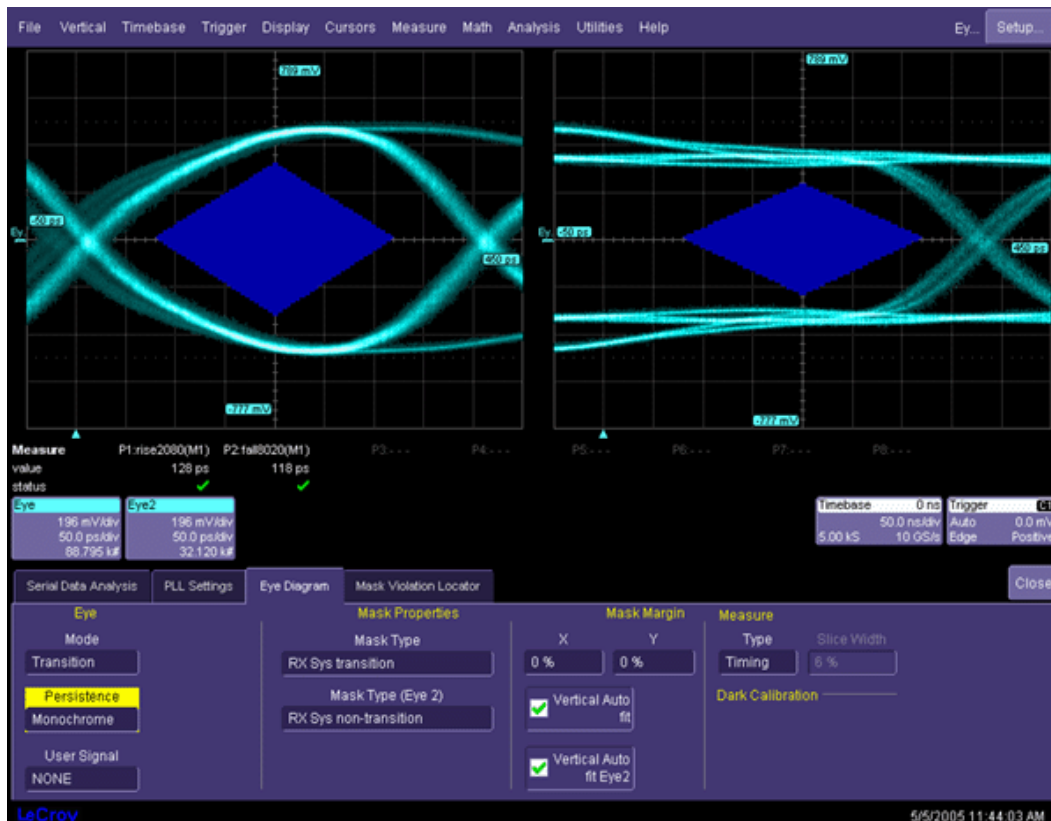 File Vertical Timebase Trigger Display Cursors Measure Math Analysis Utilities Help Ey... Setup...
789 mV 789 mV
-50 ps -50 ps
Ey Ey
450 ps 450 ps
-777 mV -777 mV
Measure P1:rise2080(M1) P2:fall8020(M1) P3:--- P4:--- P5:--- P6:--- P7:--- P8:---
value 128 ps 118 ps
status
Eye Eye2 Timebase 0 ns Trigger C1
196 mV/div 196 mV/div 50.0 ns/div Auto 0.0 mV
50.0 ps/div 50.0 ps/div 5.00 kS 10 GS/s Edge Positive
88.795 k# 32.120 k#
Serial Data Analysis PLL Settings Eye Diagram Mask Violation Locator Close
Eye Mask Properties Mask Margin Measure
Mode Mask Type X Y Type Slice Width
Transition RX Sys transition 0 % 0 % Timing 6 %
Persistence Mask Type (Eye 2) Vertical Auto fit Dark Calibration
Monochrome RX Sys non-transition
User Signal Vertical Auto fit Eye2
NONE
LeCroy 5/5/2005 11:44:03 AM